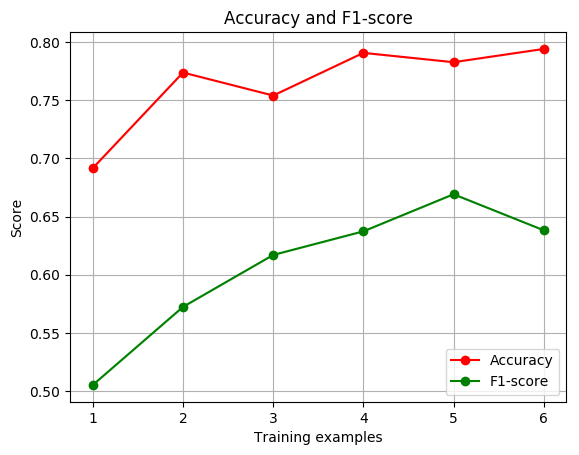 Accuracy and F1-score
Score
0.80
0.75
0.70
0.65
0.60
0.55
0.50
Accuracy
F1-score
1 2 3 4 5 6
Training examples